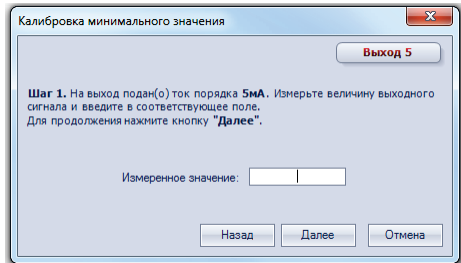 Калибровка минимального значения
Выход 5
Шаг 1. На выход подан(о) ток порядка 5мА. Измерьте величину выходного
сигнала и введите в соответствующее поле.
Для продолжения нажмите кнопку "Далее".
Измеренное значение:
Назад Далее Отмена